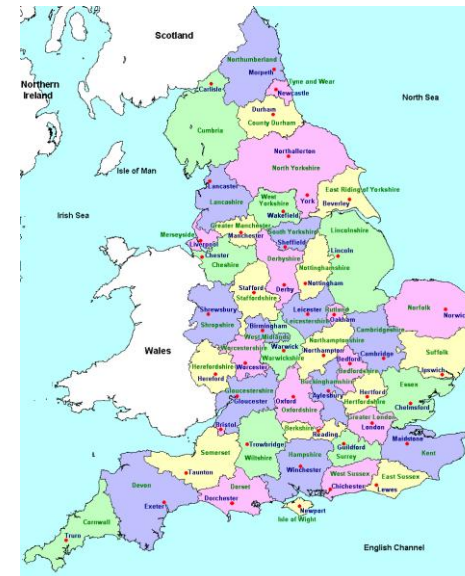 Scotland
Northumberland
Morpeth
Tyne and Wear
Newcastle
Carlisle
Northern
Ireland
North Sea
Durham
County Durham
Cumbria
Northallerton
North Yorkshire
Isle of Man
Lancaster
East Riding of Yorkshire
York
Beverley
Lancashire
West
Yorkshire
Wakefield
Irish Sea
Greater Manchester
Manchester
South Yorkshire
Sheffield
Lincolnshire
Merseyside
Liverpool
Chester
Cheshire
Derbyshire
Lincoln
Nottinghamshire
Nottingham
Stafford
Staffordshire
Derby
Norfolk
Norwic
Shrewsbury
Shropshire
Leicester
Leicestershire
Rutland
Oakham
Birmingham
West Midlands
Cambridgeshire
Wales
Warwick
Warwickshire
Northamptonshire
Northampton
Suffolk
Cambridge
Bedford
Bedfordshire
Ipswich
Herefordshire
Hereford
Worcestershire
Worcester
Gloucestershire
Gloucester
Buckinghamshire
Aylesbury
Hertford
Hertfordshire
Essex
Chelmsford
Oxford
Oxfordshire
Greater London
London
Bristol
Berkshire
Reading
Trowbridge
Wiltshire
Guildford
Surrey
Maidstone
Kent
Somerset
Taunton
Hampshire
Winchester
West Sussex
Chichester
East Sussex
Lewes
Devon
Exeter
Dorset
Dorchester
Newport
Isle of Wight
Cornwall
Truro
English Channel